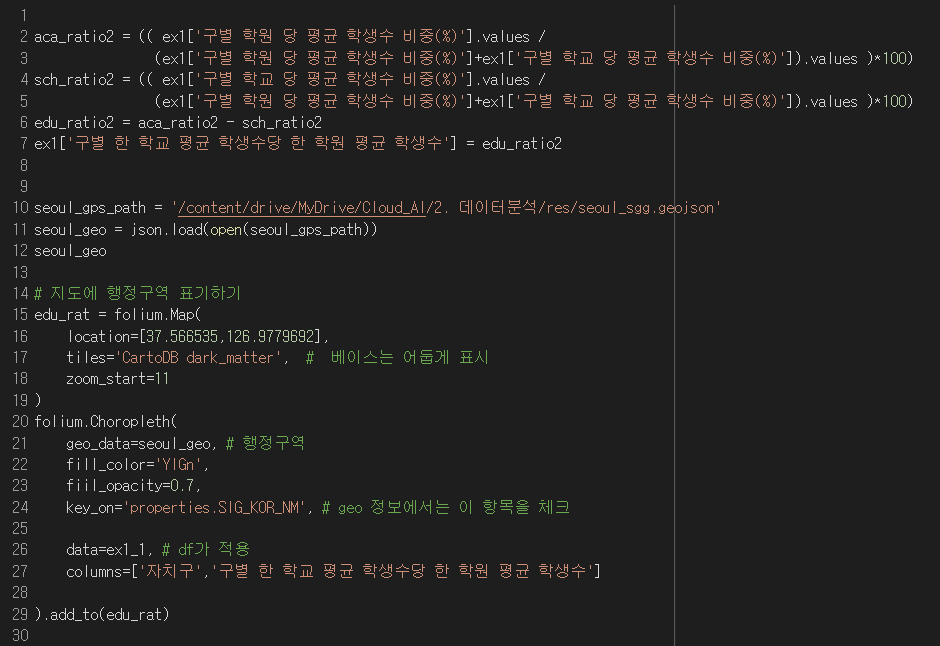 1
2 aca_ratio2 = (( ex1['구별 학원 당 평균 학생수 비중(%)'].values /
3 (ex1['구별 학원 당 평균 학생수 비중(%)']+ex1['구별 학교 당 평균 학생수 비중(%)']).values )*100)
4 sch_ratio2 = (( ex1['구별 학교 당 평균 학생수 비중(%)'].values /
5 (ex1['구별 학원 당 평균 학생수 비중(%)']+ex1['구별 학교 당 평균 학생수 비중(%)']).values )*100)
6 edu_ratio2 = aca_ratio2 - sch_ratio2
7 ex1['구별 한 학교 평균 학생수당 한 학원 평균 학생수'] = edu_ratio2
8
9
10 seoul_gps_path = '/content/drive/MyDrive/Cloud_AI/2. 데이터분석/res/seoul_sgg.geojson'
11 seoul_geo = json.load(open(seoul_gps_path))
12 seoul_geo
13
14 # 지도에 행정구역 표기하기
15 edu_rat = folium.Map(
16 location=[37.566535,126.9779692],
17 tiles='CartoDB dark_matter', # 베이스는 어둡게 표시
18 zoom_start=11
19 )
20 folium.Choropleth(
21 geo_data=seoul_geo, # 행정구역
22 fill_color='YlGn',
23 fiil_opacity=0.7,
24 key_on='properties.SIG_KOR_NM', # geo 정보에서는 이 항목을 체크
25
26 data=ex1_1, # df가 적용
27 columns=['자치구','구별 한 학교 평균 학생수당 한 학원 평균 학생수']
28
29 ).add_to(edu_rat)
30